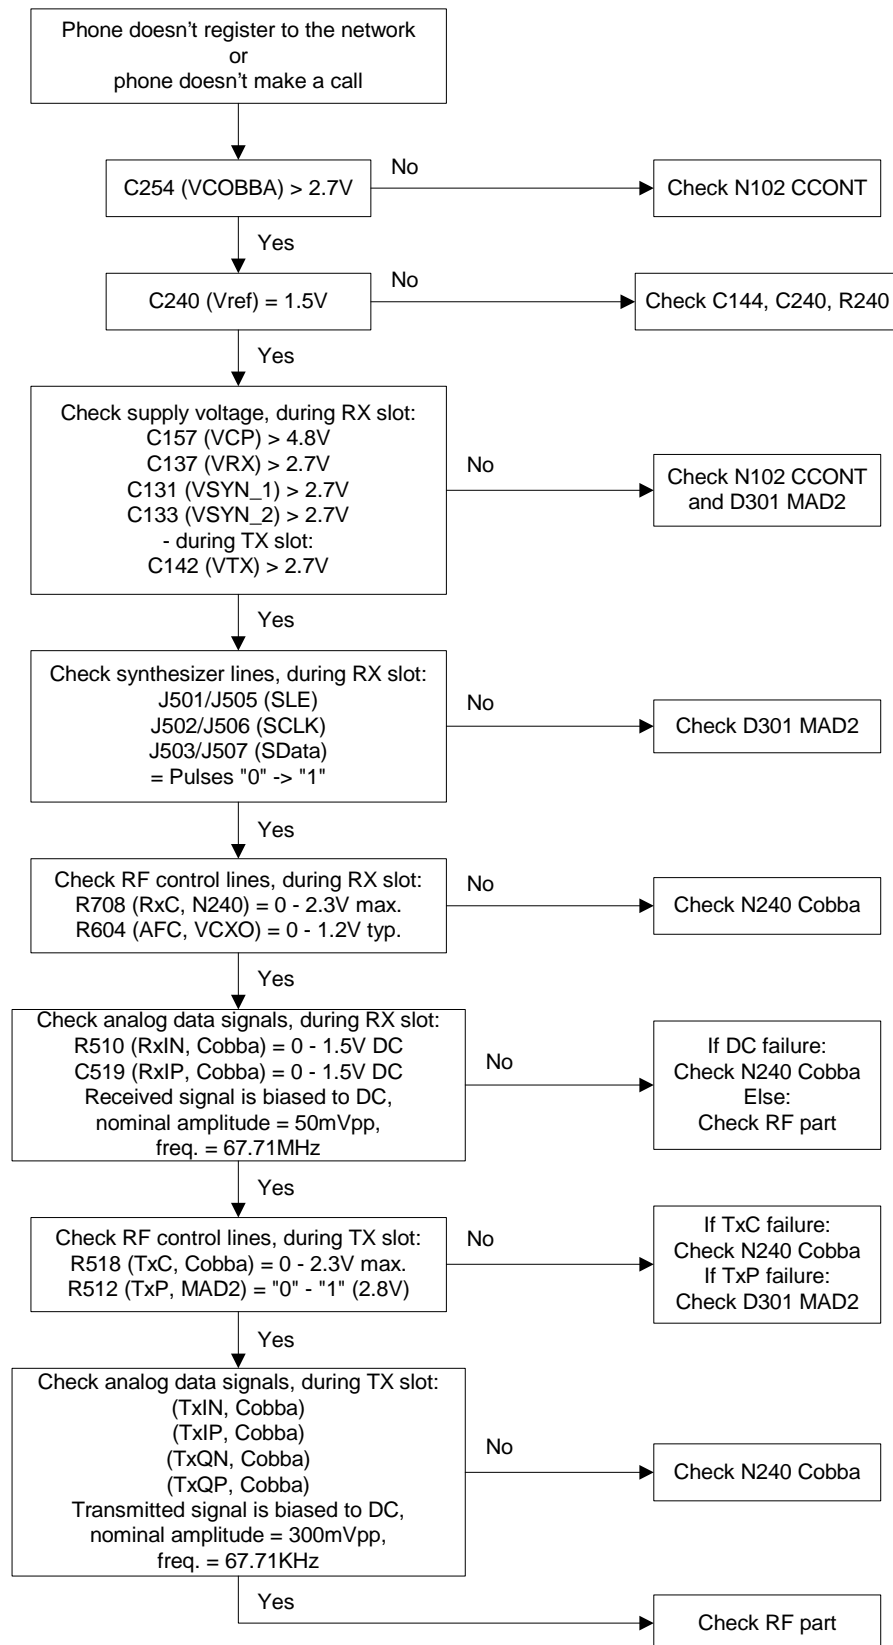 Phone doesn't register to the network
or
phone doesn't make a call
C254 (VCOBBA) > 2.7V
No
Check N102 CCONT
Yes
C240 (Vref) = 1.5V
No
Check C144, C240, R240
Yes
Check supply voltage, during RX slot:
C157 (VCP) > 4.8V
C137 (VRX) > 2.7V
C131 (VSYN_1) > 2.7V
C133 (VSYN_2) > 2.7V
- during TX slot:
C142 (VTX) > 2.7V
No
Check N102 CCONT
and D301 MAD2
Yes
Check synthesizer lines, during RX slot:
J501/J505 (SLE)
J502/J506 (SCLK)
J503/J507 (SData)
= Pulses "0" -> "1"
No
Check D301 MAD2
Yes
Check RF control lines, during RX slot:
R708 (RxC, N240) = 0 - 2.3V max.
R604 (AFC, VCXO) = 0 - 1.2V typ.
No
Check N240 Cobba
Yes
Check analog data signals, during RX slot:
R510 (RxIN, Cobba) = 0 - 1.5V DC
C519 (RxIP, Cobba) = 0 - 1.5V DC
Received signal is biased to DC,
nominal amplitude = 50mVpp,
freq. = 67.71MHz
No
If DC failure:
Check N240 Cobba
Else:
Check RF part
Yes
Check RF control lines, during TX slot:
R518 (TxC, Cobba) = 0 - 2.3V max.
R512 (TxP, MAD2) = "0" - "1" (2.8V)
No
If TxC failure:
Check N240 Cobba
If TxP failure:
Check D301 MAD2
Yes
Check analog data signals, during TX slot:
(TxIN, Cobba)
(TxIP, Cobba)
(TxQN, Cobba)
(TxQP, Cobba)
Transmitted signal is biased to DC,
nominal amplitude = 300mVpp,
freq. = 67.71KHz
No
Check N240 Cobba
Yes
Check RF part